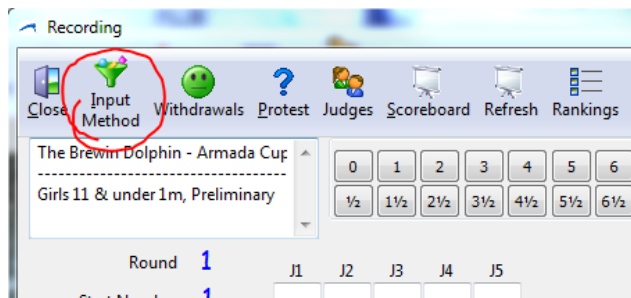 Recording
Close Input Method Withdrawals Protest Judges Scoreboard Refresh Rankings
The Brewin Dolphin - Armada Cup
------------------------------------
Girls 11 & under 1m, Preliminary
0 1 2 3 4 5 6
½ 1½ 2½ 3½ 4½ 5½ 6½
Round 1
J1 J2 J3 J4 J5